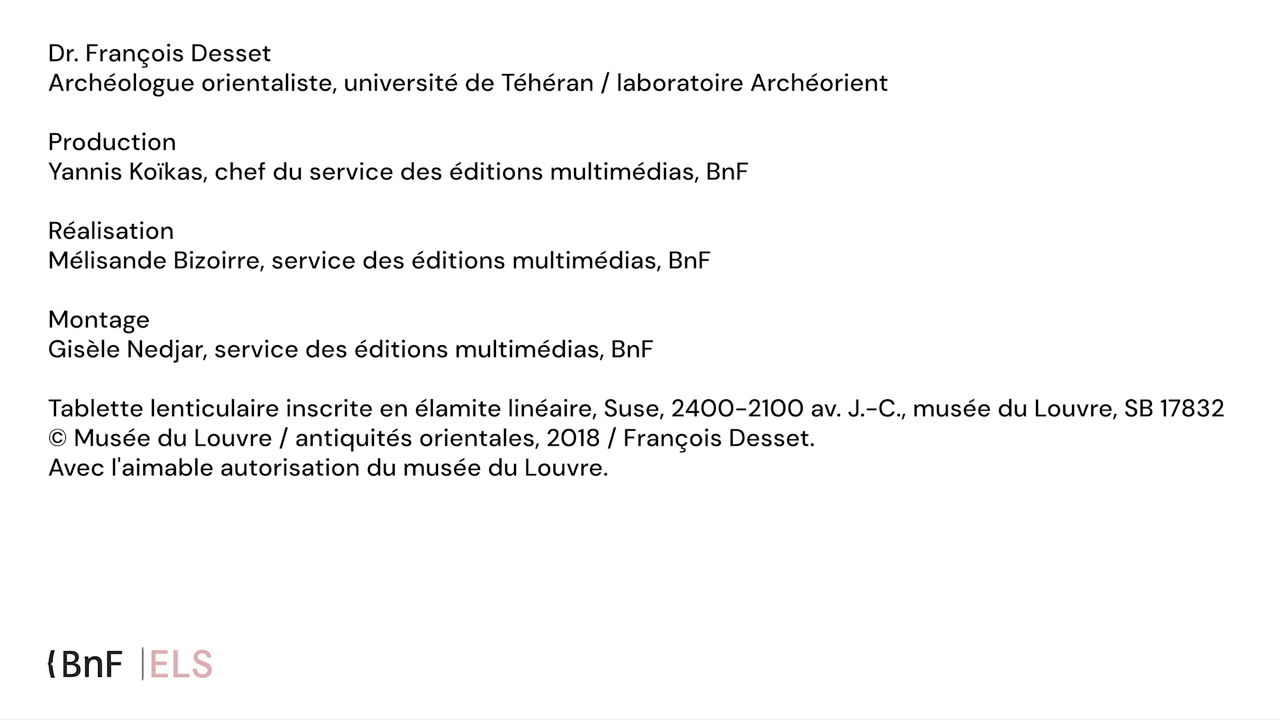 Dr. François Desset
Archéologue orientaliste, université de Téhéran / laboratoire Archéorient
Production
Yannis Koïkas, chef du service des éditions multimédias, BnF
Réalisation
Mélisande Bizoirre, service des éditions multimédias, BnF
Montage
Gisèle Nedjar, service des éditions multimédias, BnF
Tablette lenticulaire inscrite en élamite linéaire, Suse, 2400-2100 av. J.-C., musée du Louvre, SB 17832
© Musée du Louvre / antiquités orientales, 2018 / François Desset.
Avec l'aimable autorisation du musée du Louvre.
{BnF | ELS